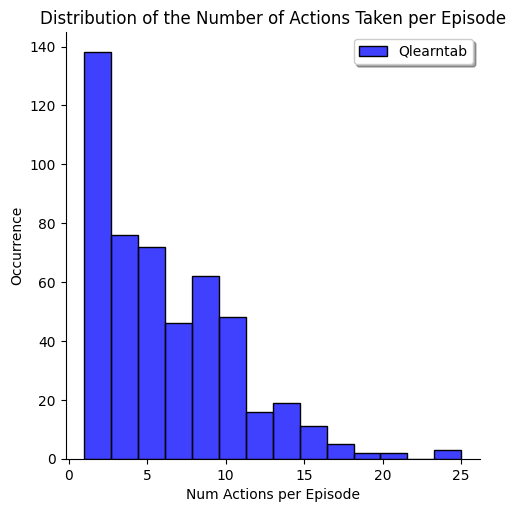 Distribution of the Number of Actions Taken per Episode
Qlearntab
140
120
100
80
60
40
20
0
Occurrence
0 5 10 15 20 25
Num Actions per Episode